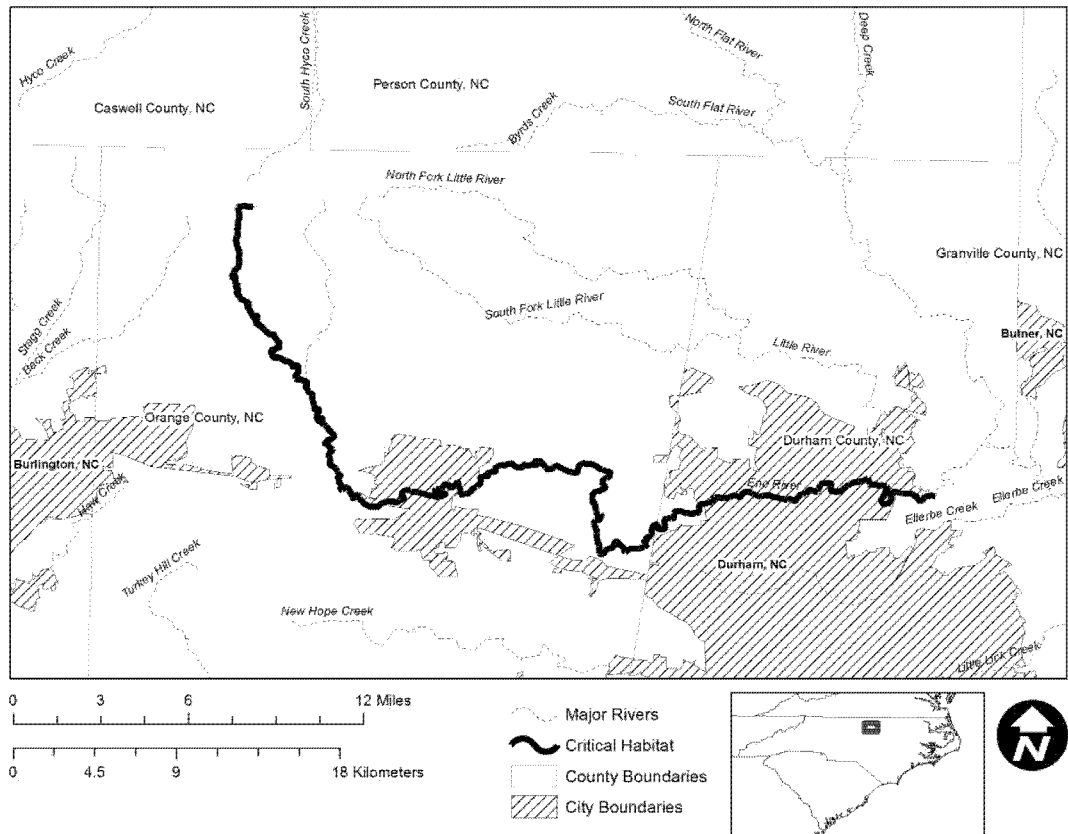 Hyco Creek
South Hyco Creek
North Flat River
Deep Creek
Caswell County, NC
Person County, NC
Byrds Creek
South Flat River
North Fork Little River
Granville County, NC
Stagg Creek
Beck Creek
South Fork Little River
Little River
Butner, NC
Orange County, NC
Durham County, NC
Burlington, NC
Haw Creek
Eno River
Ellerbe Creek
Ellerbe Creek
Turkey Hill Creek
Durham, NC
New Hope Creek
Little Lick Creek
0 3 6 12 Miles
0 4.5 9 18 Kilometers
Major Rivers
Critical Habitat
County Boundaries
City Boundaries
N